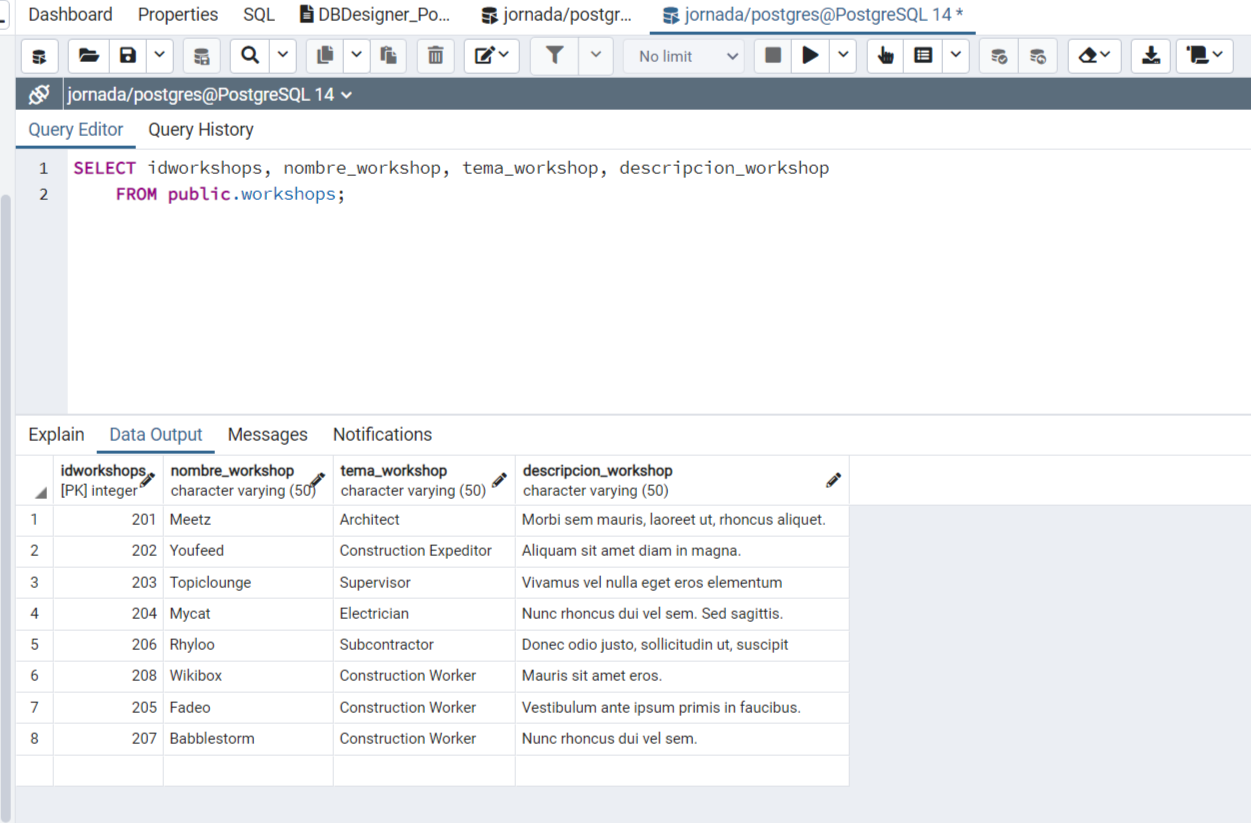 Dashboard Properties SQL DBDesigner_Po... jornada/postgr... jornada/postgres@PostgreSQL 14 *
No limit
jornada/postgres@PostgreSQL 14
Query Editor Query History
1 SELECT idworkshops, nombre_workshop, tema_workshop, descripcion_workshop
2 FROM public.workshops;
Explain Data Output Messages Notifications
idworkshops nombre_workshop tema_workshop descripcion_workshop
[PK] integer character varying (50) character varying (50) character varying (50)
1 201 Meetz Architect Morbi sem mauris, laoreet ut, rhoncus aliquet.
2 202 Youfeed Construction Expeditor Aliquam sit amet diam in magna.
3 203 Topiclounge Supervisor Vivamus vel nulla eget eros elementum
4 204 Mycat Electrician Nunc rhoncus dui vel sem. Sed sagittis.
5 206 Rhyloo Subcontractor Donec odio justo, sollicitudin ut, suscipit
6 208 Wikibox Construction Worker Mauris sit amet eros.
7 205 Fadeo Construction Worker Vestibulum ante ipsum primis in faucibus.
8 207 Babblestorm Construction Worker Nunc rhoncus dui vel sem.